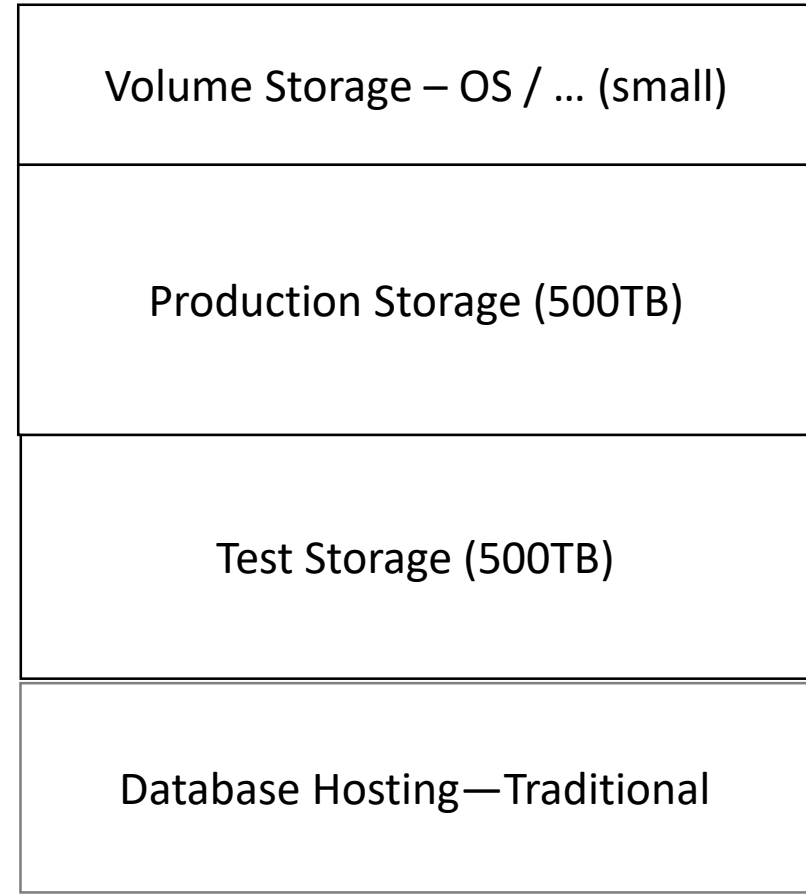 Volume Storage – OS / ... (small)
Production Storage (500TB)
Test Storage (500TB)
Database Hosting—Traditional